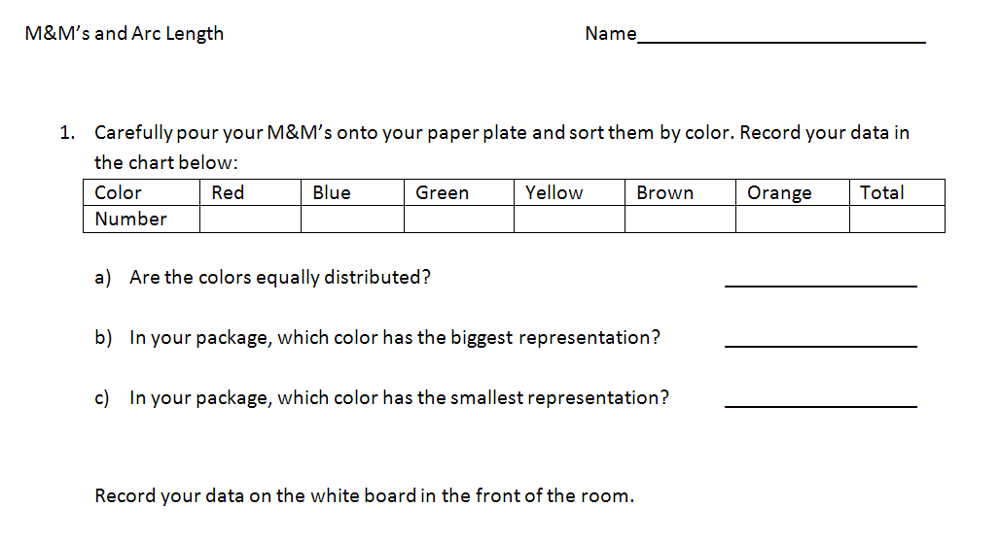 M&M's and Arc Length Name
1. Carefully pour your M&M's onto your paper plate and sort them by color. Record your data in
the chart below:
Color Red Blue Green Yellow Brown Orange Total
Number
a) Are the colors equally distributed?
b) In your package, which color has the biggest representation?
c) In your package, which color has the smallest representation?
Record your data on the white board in the front of the room.